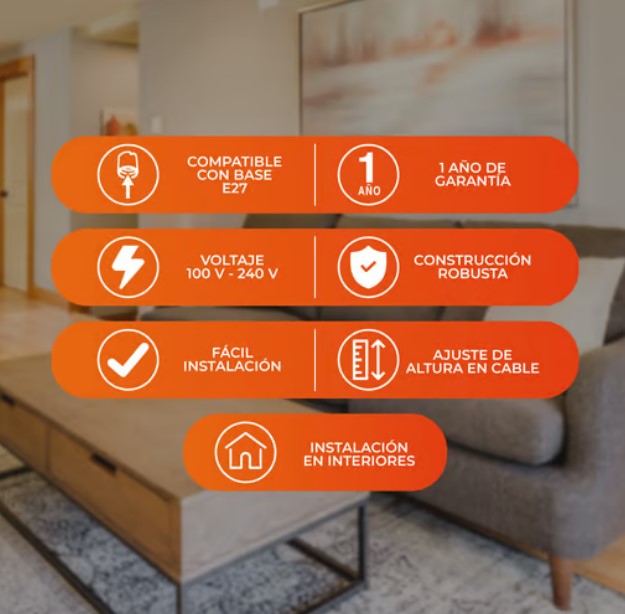 COMPATIBLE
CON BASE
E27
1
AÑO
1 AÑO DE
GARANTÍA
VOLTAJE
100 V - 240 V
CONSTRUCCIÓN
ROBUSTA
FÁCIL
INSTALACIÓN
AJUSTE DE
ALTURA EN CABLE
INSTALACIÓN
EN INTERIORES